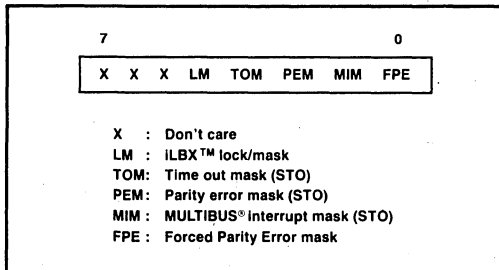 7 0
X X X LM TOM PEM MIM FPE
X : Don't care
LM : iLBX™ lock/mask
TOM: Time out mask (STO)
PEM: Parity error mask (STO)
MIM: MULTIBUS® interrupt mask (STO)
FPE : Forced Parity Error mask